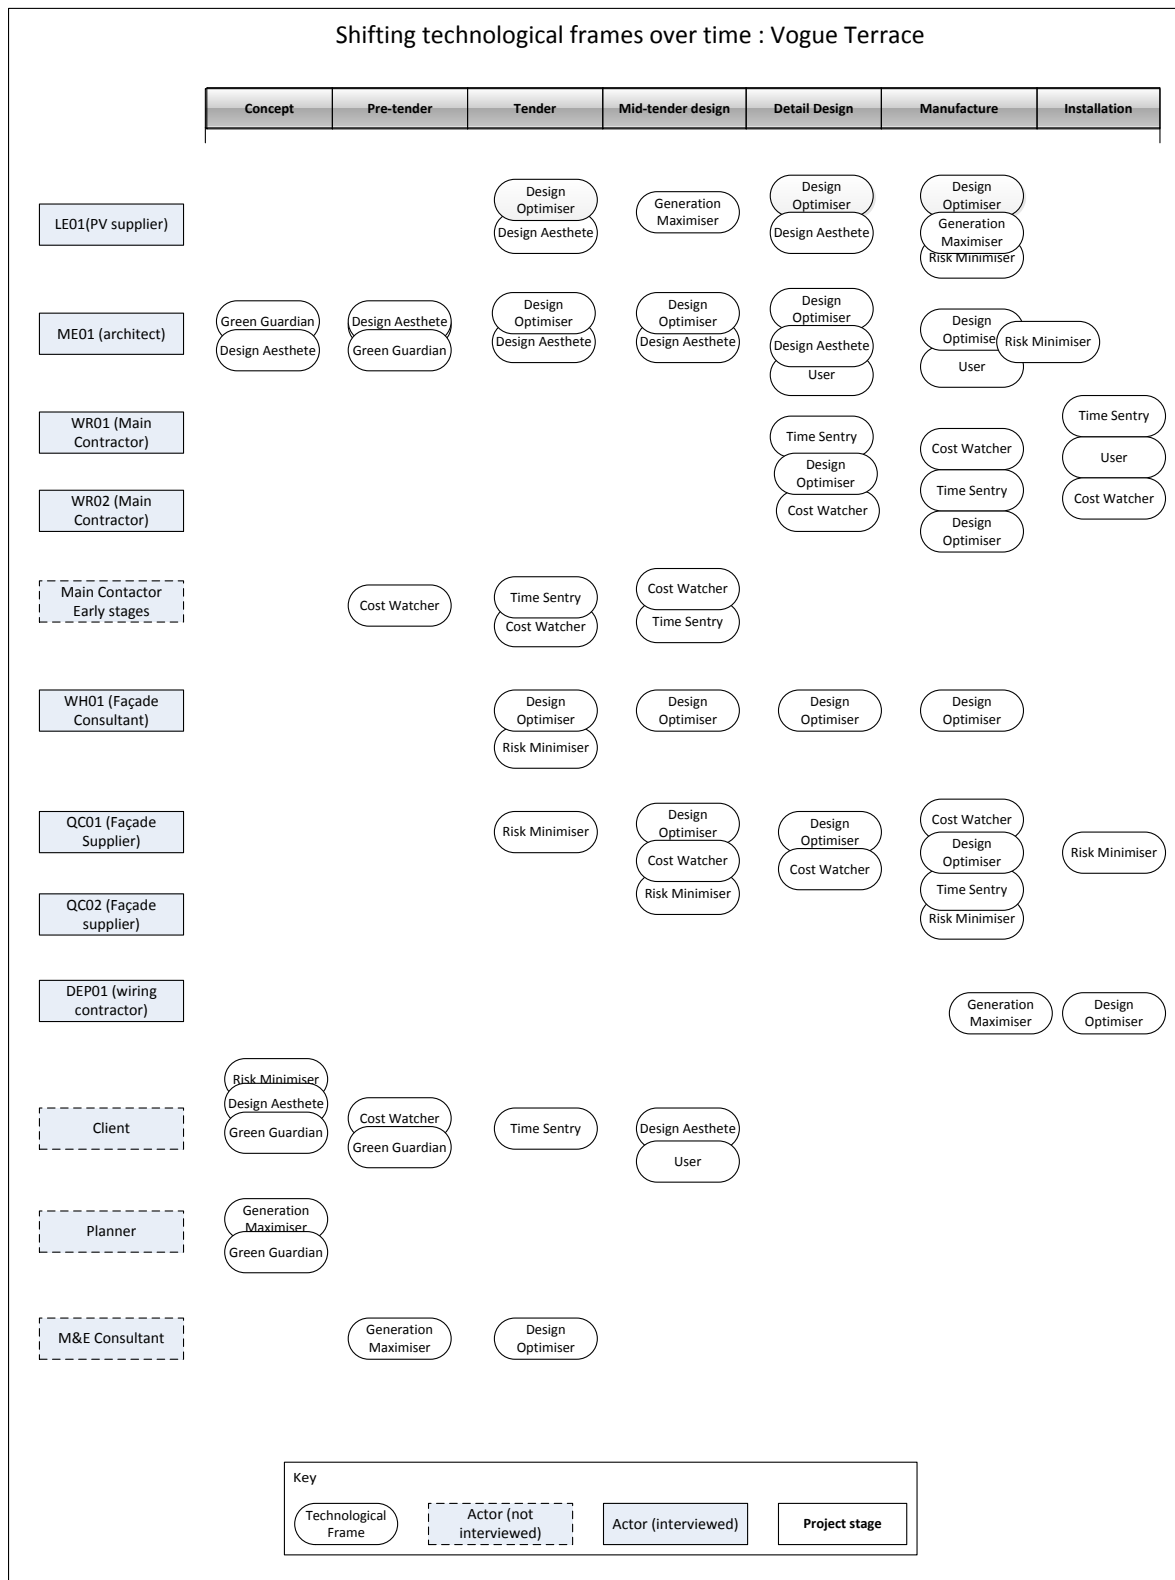 Shifting technological frames over time : Vogue Terrace
Concept
Pre-tender
Tender
Mid-tender design
Detail Design
Manufacture
Installation
LE01(PV supplier)
Design
Optimiser
Design Aesthete
Generation
Maximiser
Design
Optimiser
Design Aesthete
Design
Optimiser
Generation
Maximiser
Risk Minimiser
ME01 (architect)
Green Guardian
Design Aesthete
Design Aesthete
Green Guardian
Design
Optimiser
Design Aesthete
Design
Optimiser
Design Aesthete
Design
Optimiser
Design Aesthete
User
Design
Optimiser
User
Risk Minimiser
WR01 (Main
Contractor)
WR02 (Main
Contractor)
Time Sentry
Design
Optimiser
Cost Watcher
Cost Watcher
Time Sentry
Design
Optimiser
Time Sentry
User
Cost Watcher
Main Contactor
Early stages
Cost Watcher
Time Sentry
Cost Watcher
Cost Watcher
Time Sentry
WH01 (Façade
Consultant)
Design
Optimiser
Risk Minimiser
Design
Optimiser
Design
Optimiser
Design
Optimiser
QC01 (Façade
Supplier)
QC02 (Façade
supplier)
Risk Minimiser
Design
Optimiser
Cost Watcher
Risk Minimiser
Design
Optimiser
Cost Watcher
Cost Watcher
Design
Optimiser
Time Sentry
Risk Minimiser
Risk Minimiser
DEP01 (wiring
contractor)
Generation
Maximiser
Design
Optimiser
Client
Risk Minimiser
Design Aesthete
Green Guardian
Cost Watcher
Green Guardian
Time Sentry
Design Aesthete
User
Planner
Generation
Maximiser
Green Guardian
M&E Consultant
Generation
Maximiser
Design
Optimiser
Key
Technological
Frame
Actor (not
interviewed)
Actor (interviewed)
Project stage